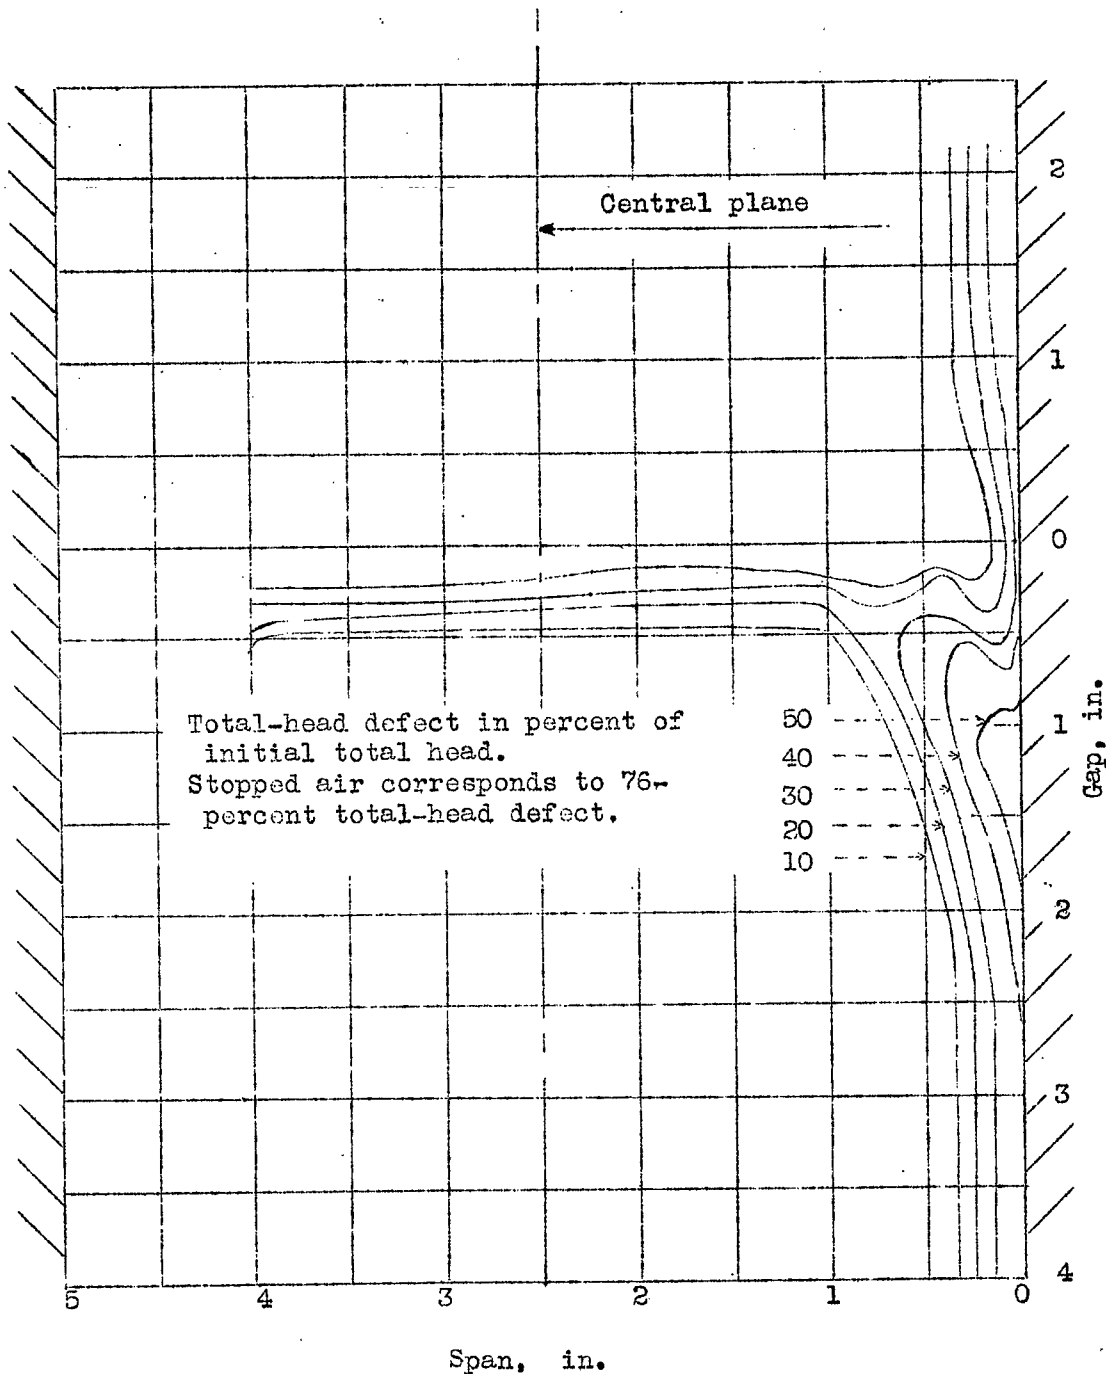 Central plane
2
1
0
1
2
3
4
Gap, in.
Total-head defect in percent of
initial total head.
Stopped air corresponds to 76-
percent total-head defect.
50
40
30
20
10
5
4
3
2
1
0
Span, in.